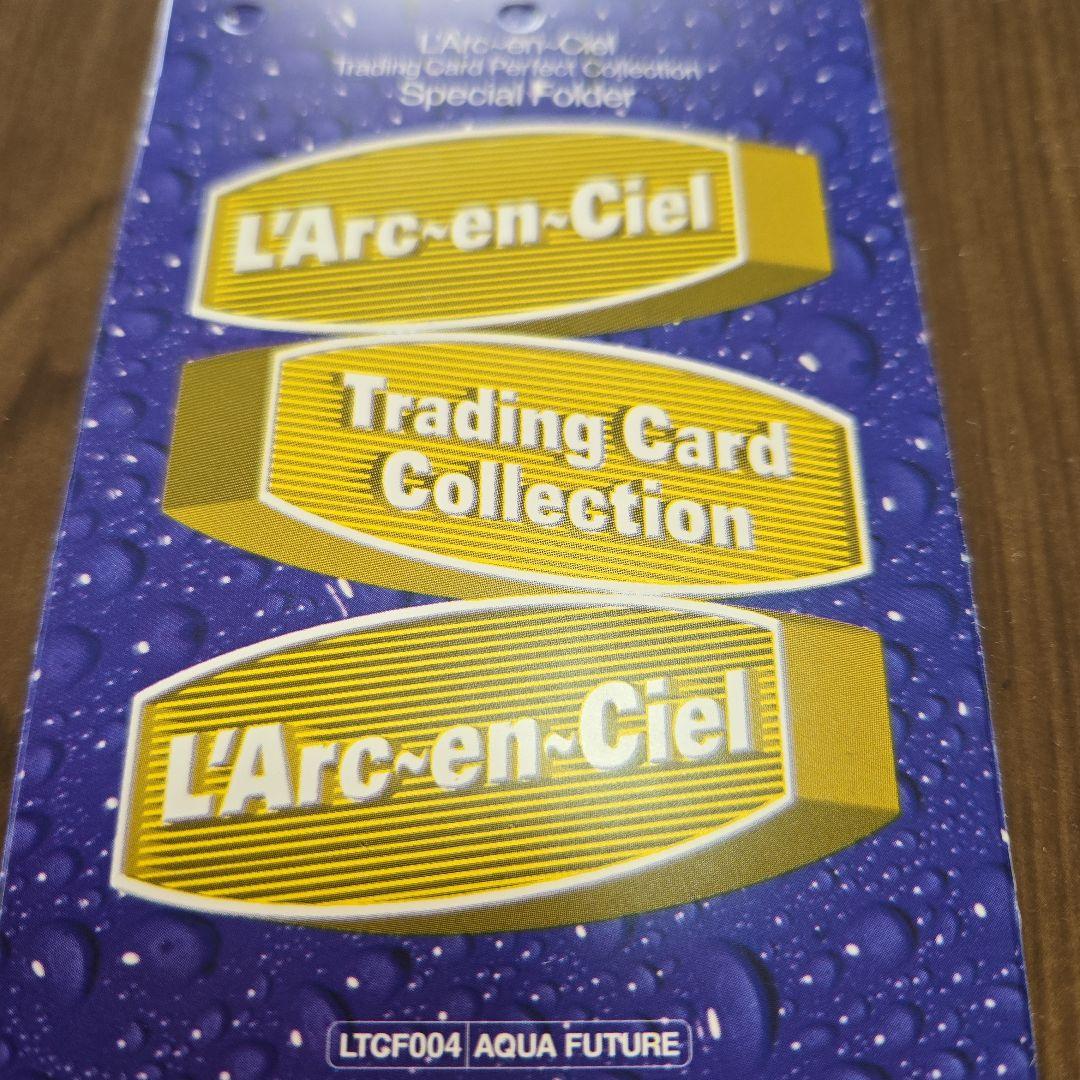 L'Arc~en~Ciel
Trading Card Perfect Collection
Special Folder
L'Arc~en~Ciel
Trading Card
Collection
L'Arc~en~Ciel
LTCF004 AQUA FUTURE